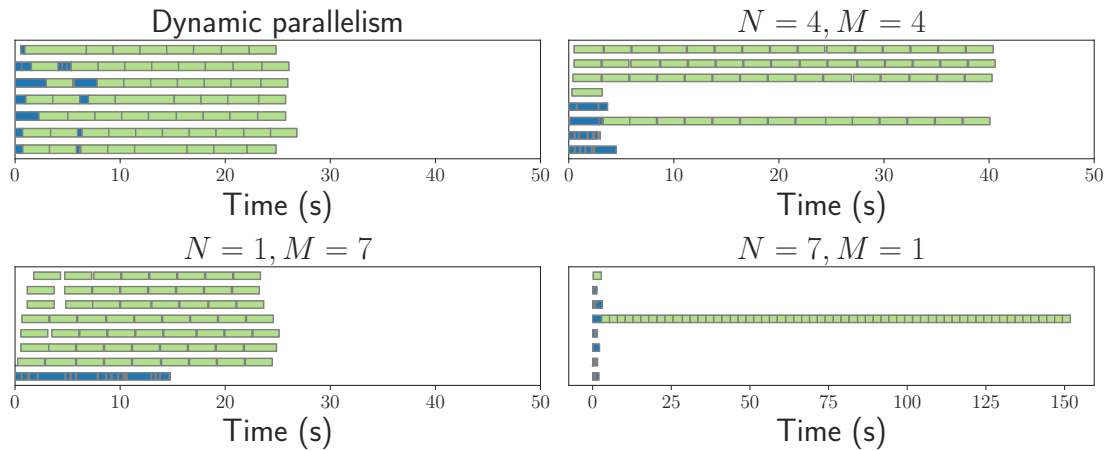 Dynamic parallelism
N = 4, M = 4
0 10 20 30 40 50
0 10 20 30 40 50
Time (s)
Time (s)
N = 1, M = 7
N = 7, M = 1
0 10 20 30 40 50
0 25 50 75 100 125 150
Time (s)
Time (s)